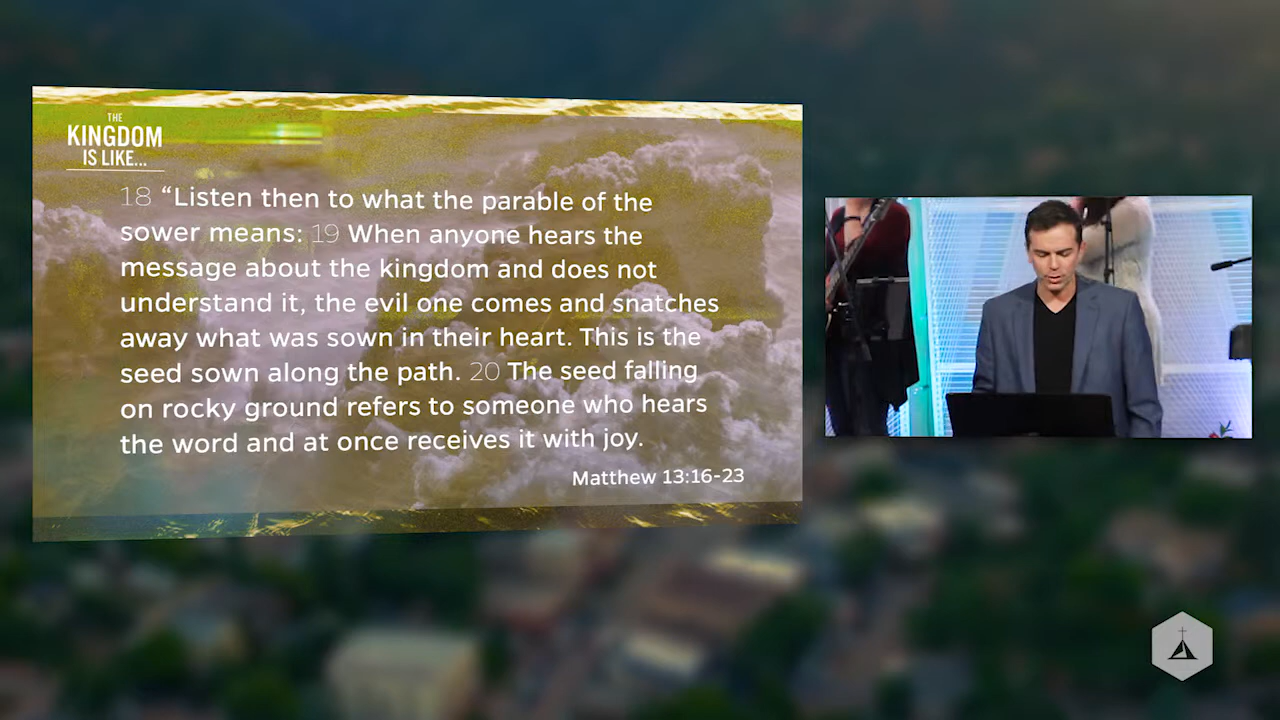 THE
KINGDOM
IS LIKE...
18 “Listen then to what the parable of the
sower means: 19 When anyone hears the
message about the kingdom and does not
understand it, the evil one comes and snatches
away what was sown in their heart. This is the
seed sown along the path. 20 The seed falling
on rocky ground refers to someone who hears
the word and at once receives it with joy.
Matthew 13:16-23